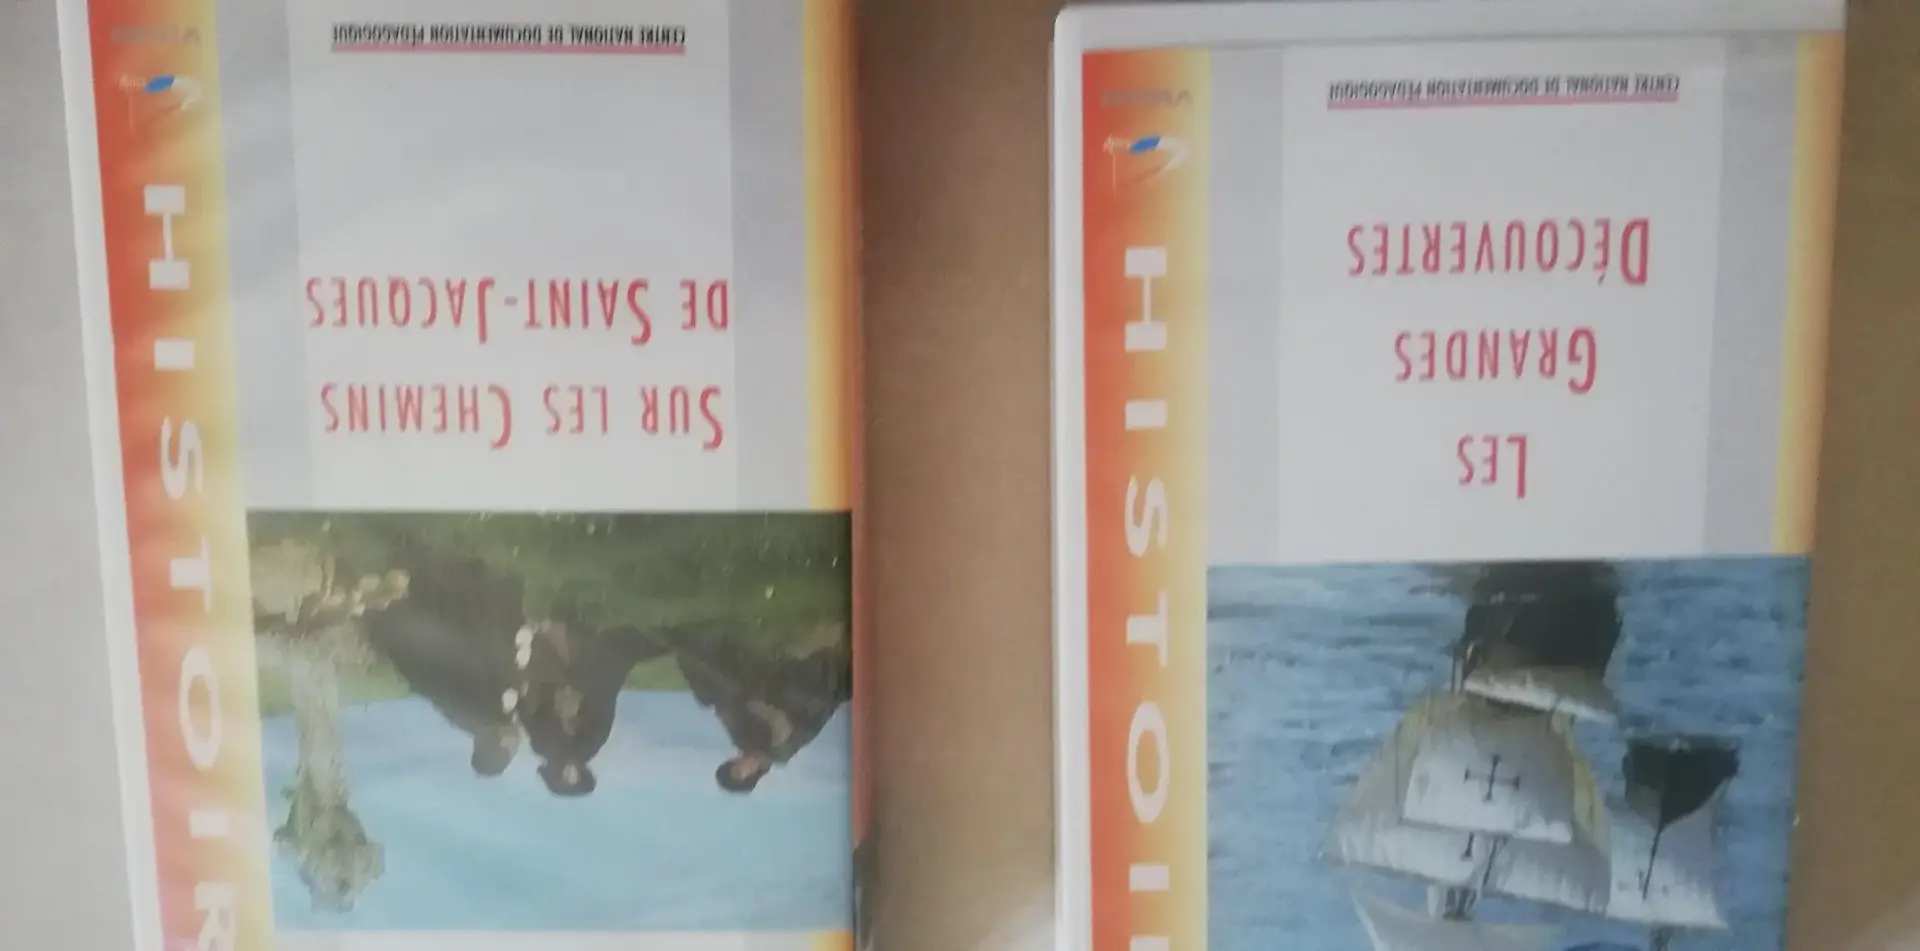 LES
GRANDES
DÉCOUVERTES
CENTRE NATIONAL DE DOCUMENTATION PÉDAGOGIQUE
HISTOI
SUR LES CHEMINS
DE SAINT-JACQUES
CENTRE NATIONAL DE DOCUMENTATION PÉDAGOGIQUE
HISTOIR